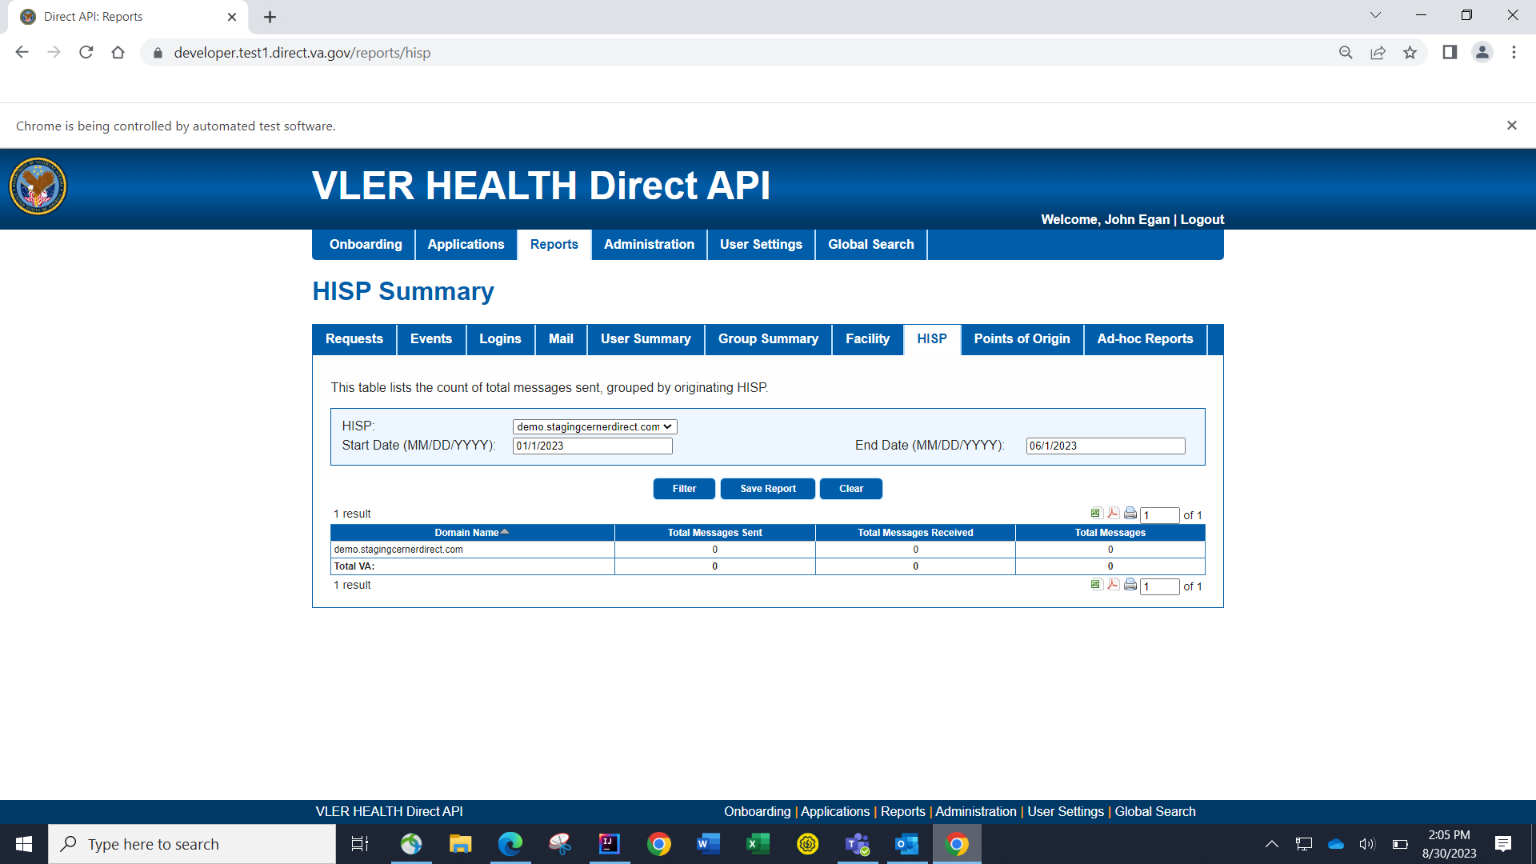 Direct API: Reports
developer.test1.direct.va.gov/reports/hisp
Chrome is being controlled by automated test software.
VLER HEALTH Direct API
Welcome, John Egan | Logout
Onboarding Applications Reports Administration User Settings Global Search
HISP Summary
Requests Events Logins Mail User Summary Group Summary Facility HISP Points of Origin Ad-hoc Reports
This table lists the count of total messages sent, grouped by originating HISP.
HISP: demo.stagingcernerdirect.com
Start Date (MM/DD/YYYY): 01/1/2023 End Date (MM/DD/YYYY): 06/1/2023
Filter Save Report Clear
1 result 1 of 1
Domain Name Total Messages Sent Total Messages Received Total Messages
demo.stagingcernerdirect.com 0 0 0
Total VA: 0 0 0
1 result 1 of 1
VLER HEALTH Direct API Onboarding | Applications | Reports | Administration | User Settings | Global Search
Type here to search
2:05 PM
8/30/2023